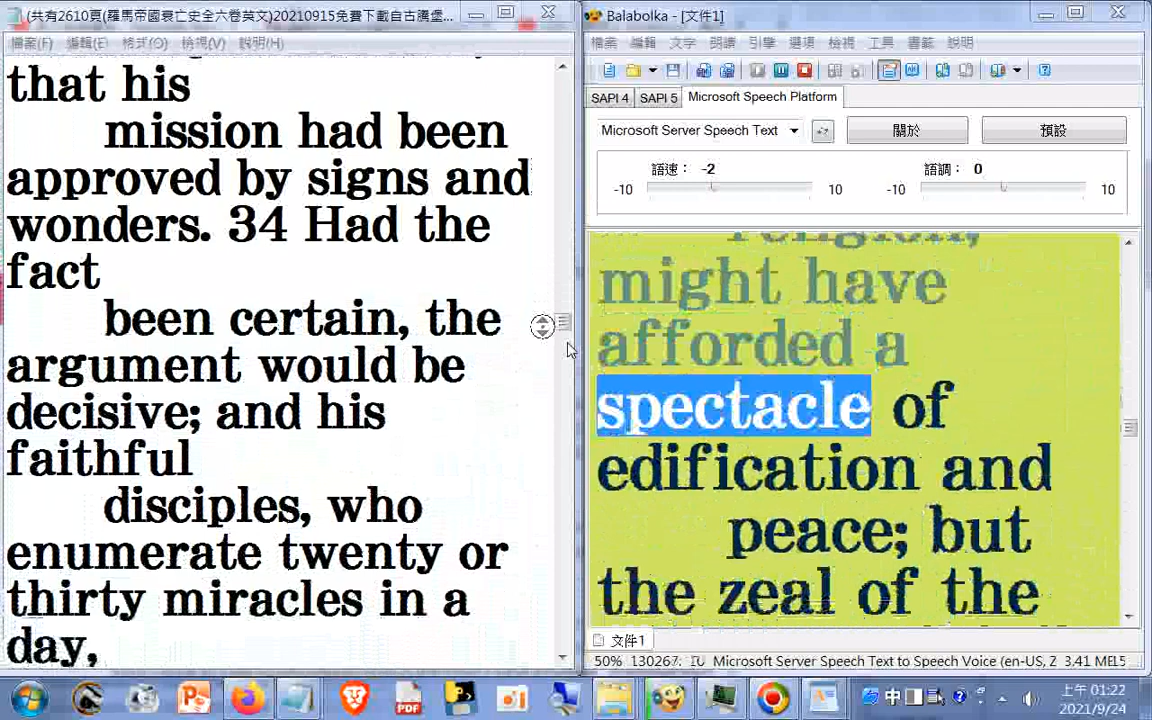 (共有2610頁(羅馬帝國衰亡史全六卷英文)20210915免費下載自古騰堡...
檔案(F) 編輯(E) 格式(O) 檢視(V) 說明(H)
that his
mission had been
approved by signs and
wonders. 34 Had the
fact
been certain, the
argument would be
decisive; and his
faithful
disciples, who
enumerate twenty or
thirty miracles in a
day,
Balabolka - [文件1]
檔案 編輯 文字 朗讀 引擎 選項 檢視 工具 書籤 說明
SAPI 4 SAPI 5 Microsoft Speech Platform
Microsoft Server Speech Text 關於 預設
語速: -2 語調: 0
-10 10 -10 10
religion,
might have
afforded a
spectacle of
edification and
peace; but
the zeal of the
文件1
50% 130267: Microsoft Server Speech Text to Speech Voice (en-US, Z 3.41
中
上午 01:22
2021/9/24